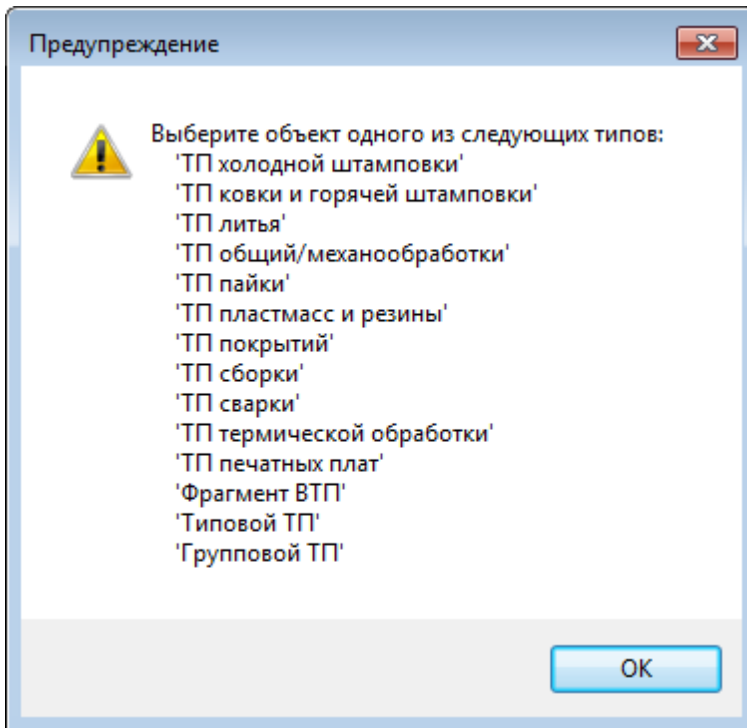 Предупреждение
Выберите объект одного из следующих типов:
'ТП холодной штамповки'
'ТП ковки и горячей штамповки'
'ТП литья'
'ТП общий/механообработки'
'ТП пайки'
'ТП пластмасс и резины'
'ТП покрытий'
'ТП сборки'
'ТП сварки'
'ТП термической обработки'
'ТП печатных плат'
'Фрагмент ВТП'
'Типовой ТП'
'Групповой ТП'
OK